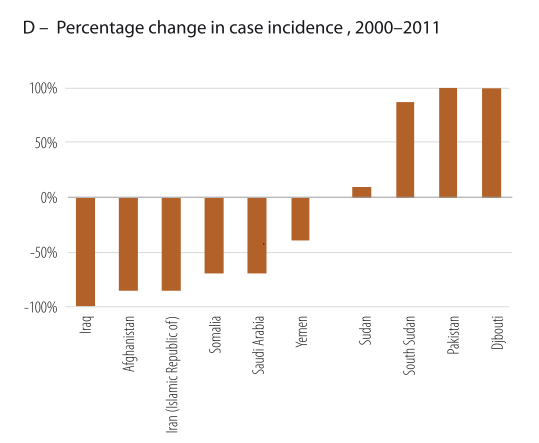 D – Percentage change in case incidence , 2000–2011
100%
50%
0%
-50%
-100%
Iraq
Afghanistan
Iran (Islamic Republic of)
Somalia
Saudi Arabia
Yemen
Sudan
South Sudan
Pakistan
Djbouti